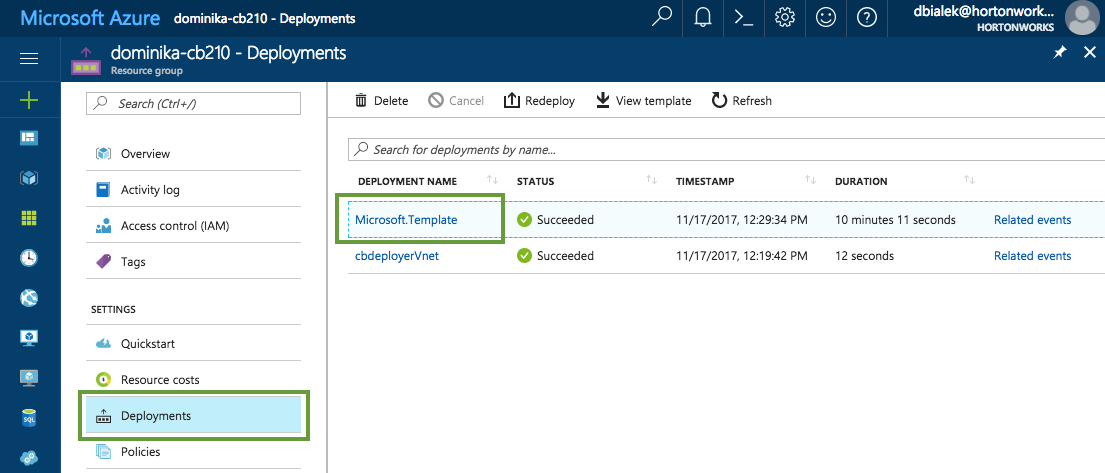 Microsoft Azure dominika-cb210 - Deployments
dbialek@hortonwork...
HORTONWORKS
dominika-cb210 - Deployments
Resource group
Search (Ctrl+/)
Overview
Activity log
Access control (IAM)
Tags
SETTINGS
Quickstart
Resource costs
Deployments
Policies
Delete Cancel Redeploy View template Refresh
Search for deployments by name...
DEPLOYMENT NAME STATUS TIMESTAMP DURATION
Microsoft.Template Succeeded 11/17/2017, 12:29:34 PM 10 minutes 11 seconds Related events
cbdeployerVnet Succeeded 11/17/2017, 12:19:42 PM 12 seconds Related events
SQL